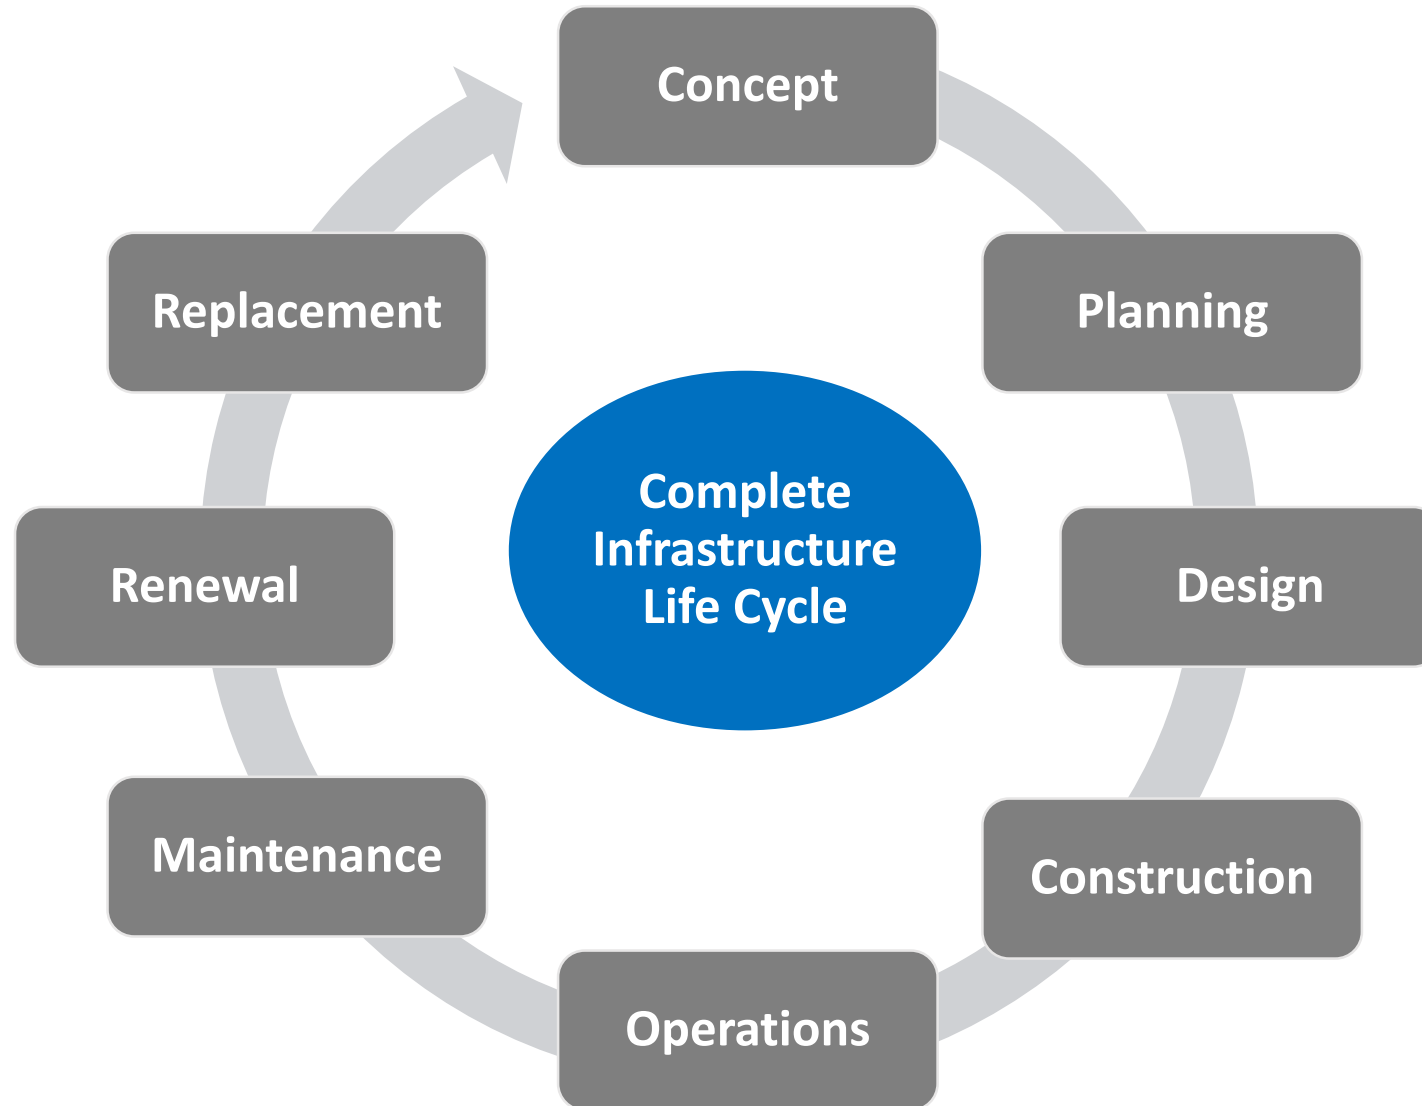 Concept
Planning
Design
Construction
Operations
Maintenance
Renewal
Replacement
Complete
Infrastructure
Life Cycle